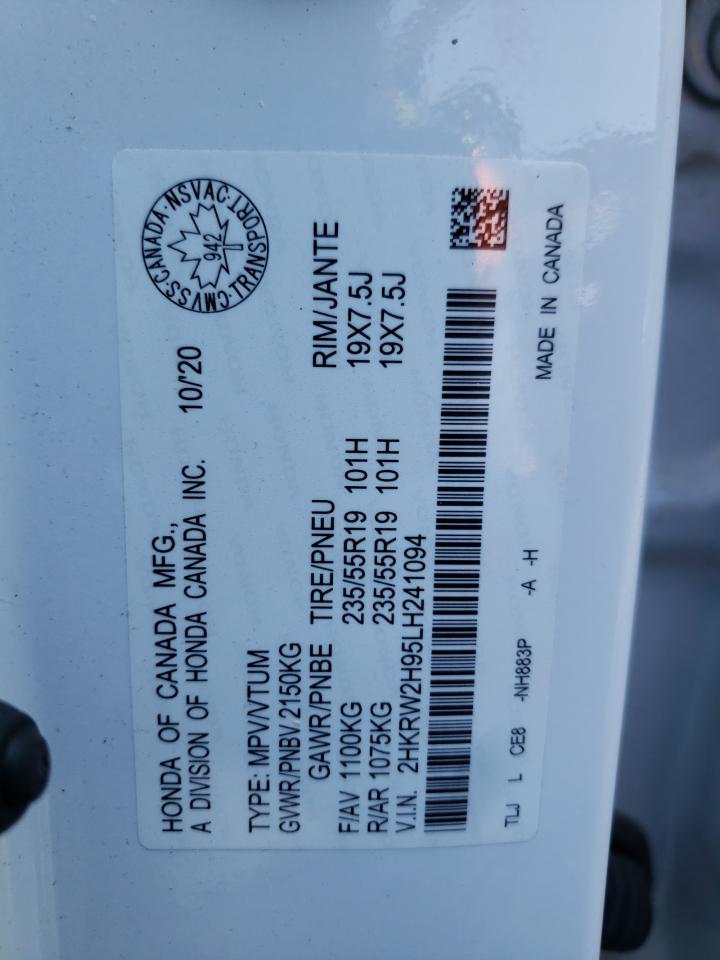 HONDA OF CANADA MFG.,
A DIVISION OF HONDA CANADA INC. 10/'20
CMVSS·CANADA·NSVAC·TRANSPORT·
942
TYPE: MPV/VTUM
GVWR/PNBV 2150KG
GAWR/PNBE TIRE/PNEU RIM/JANTE
F/AV 1100KG 235/55R19 101H 19X7.5J
R/AR 1075KG 235/55R19 101H 19X7.5J
V.I.N. 2HKRW2H95LH241094
TLJ L CE8 -NH883P -A -H
MADE IN CANADA